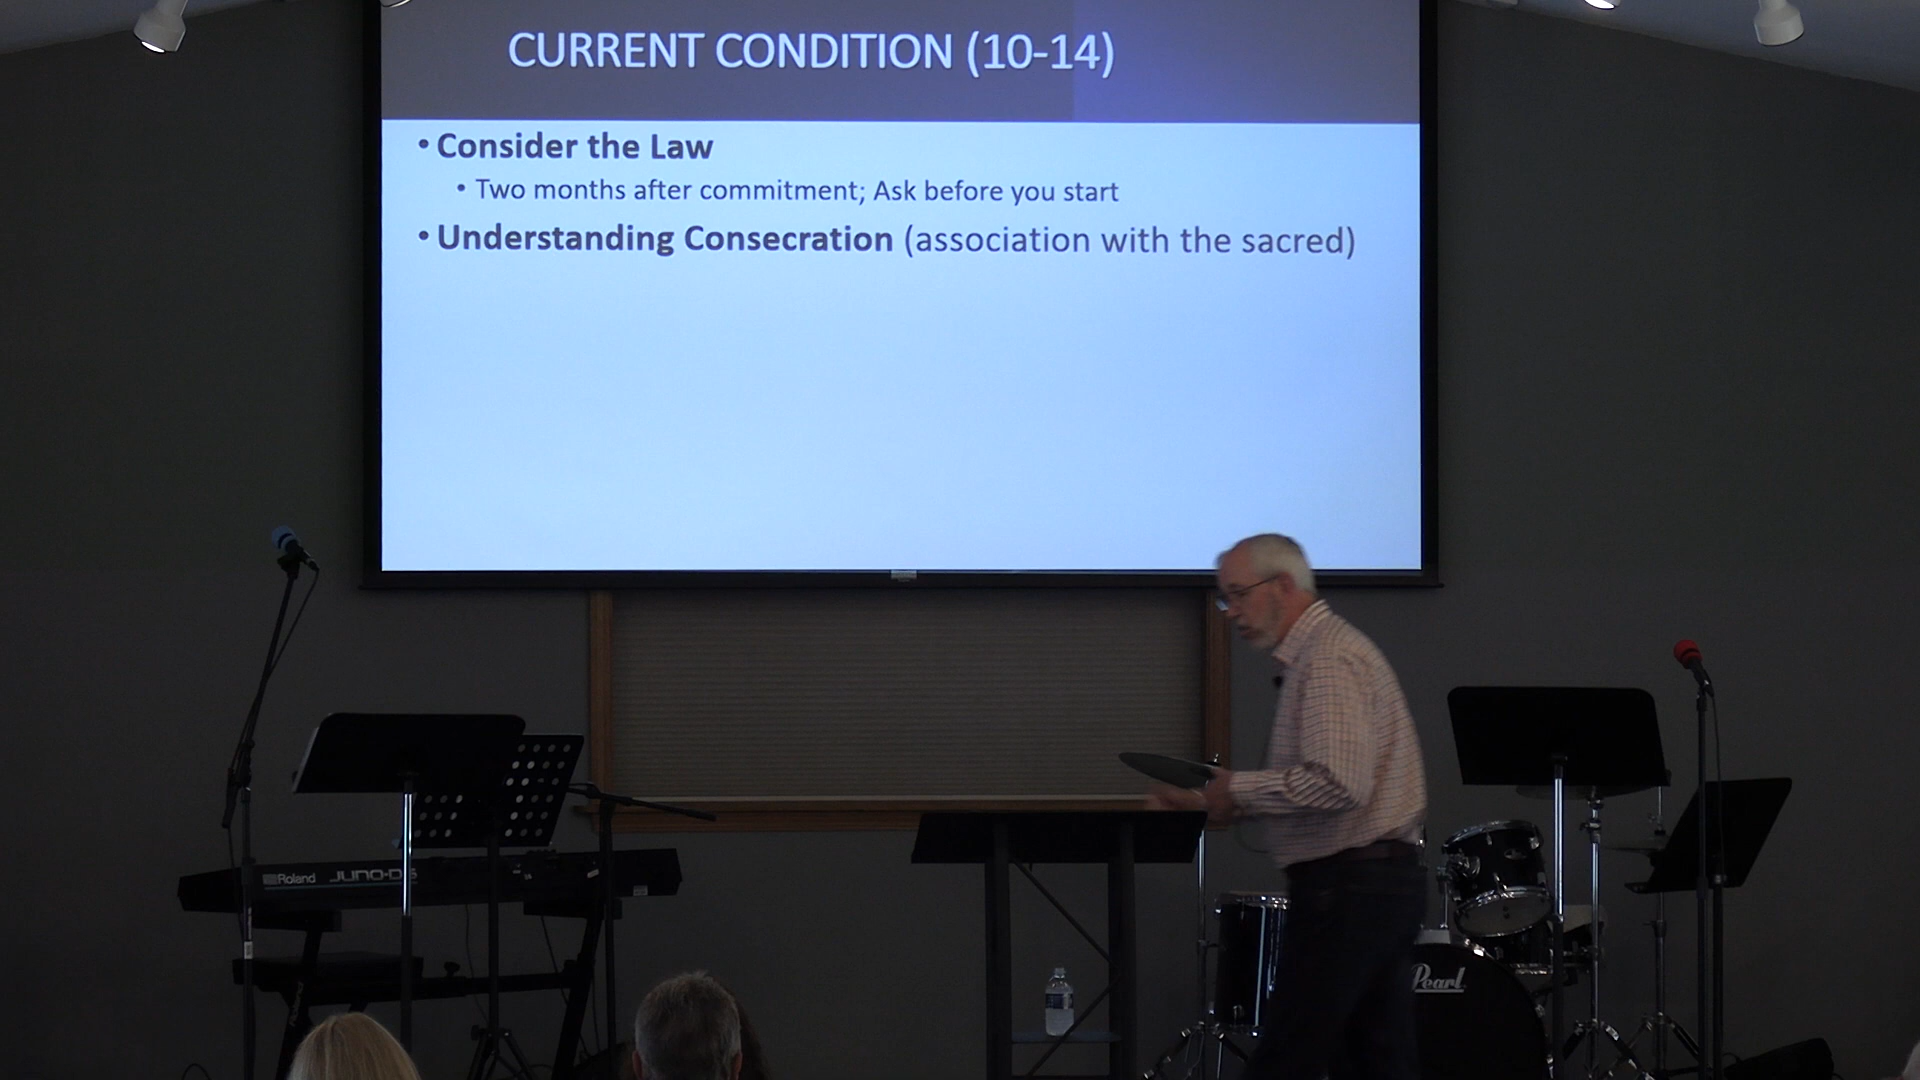 CURRENT CONDITION (10-14)
• Consider the Law
• Two months after commitment; Ask before you start
• Understanding Consecration (association with the sacred)
Roland JUNO-DS
Pearl